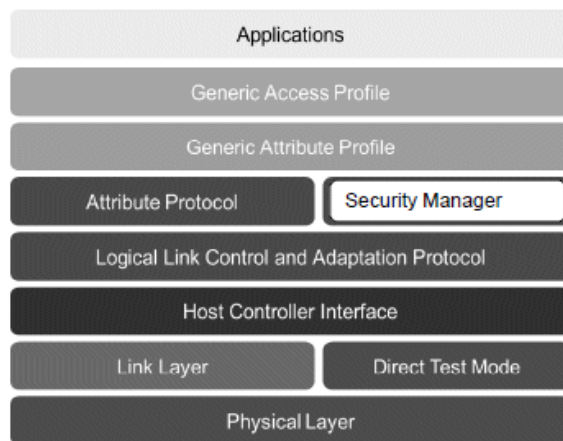 Applications
Generic Access Profile
Generic Attribute Profile
Attribute Protocol
Security Manager
Logical Link Control and Adaptation Protocol
Host Controller Interface
Link Layer
Direct Test Mode
Physical Layer